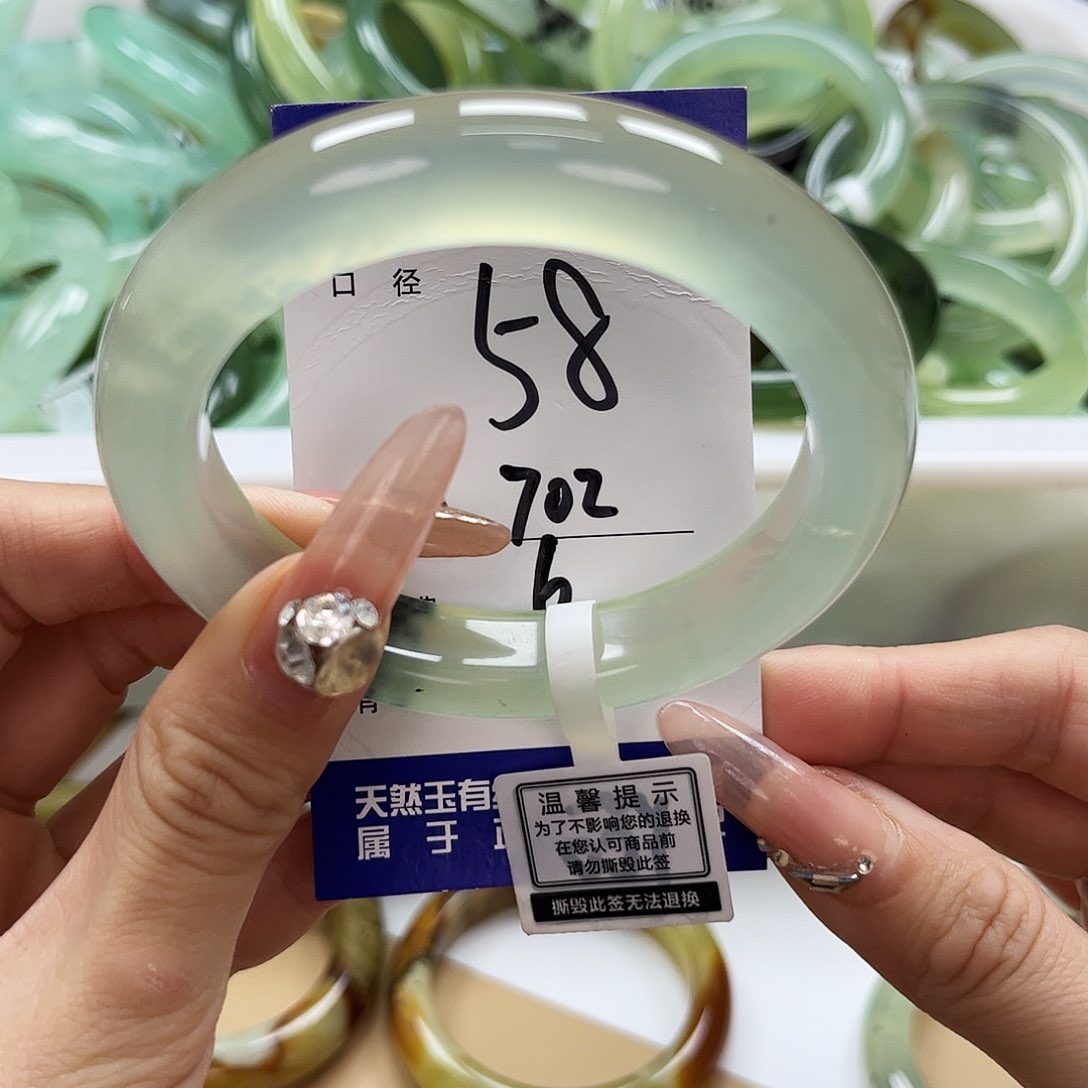 口径
58
702
6
有
天然玉有
属于正
温馨提示
为了不影响您的退换
在您认可商品前
请勿撕毁此签
撕毁此签无法退换